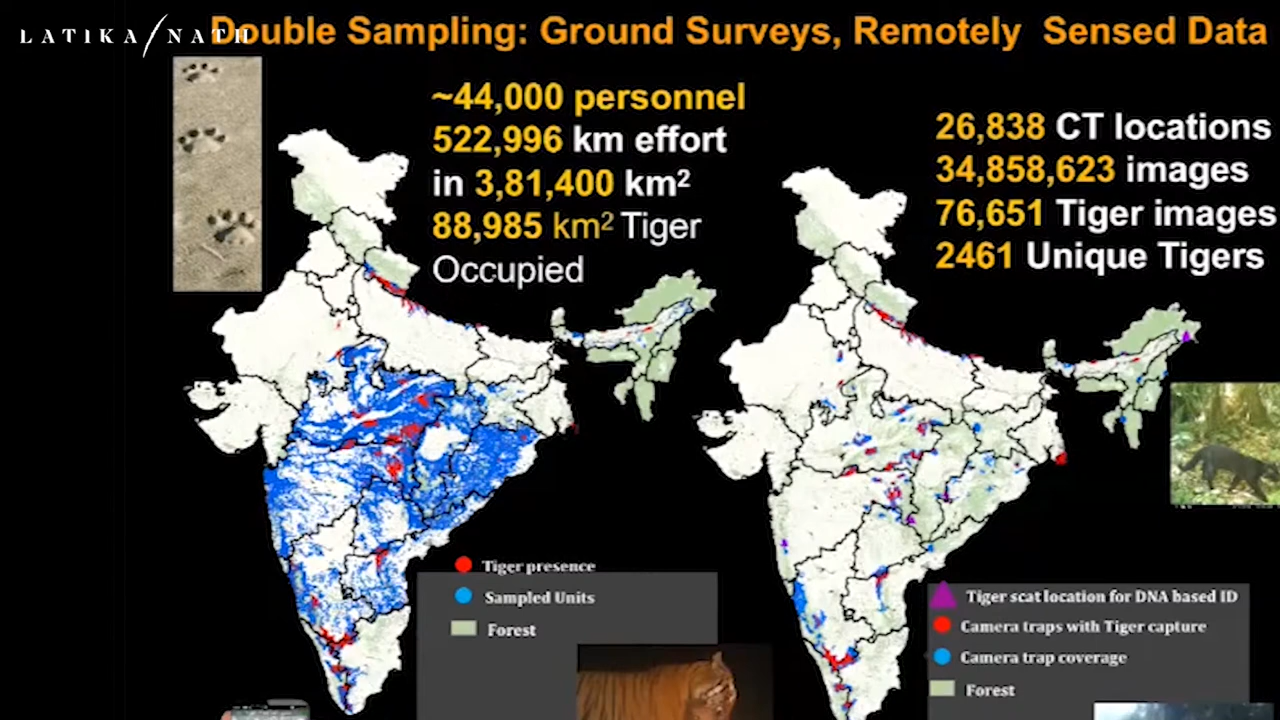 LATIKA/NATH
Double Sampling: Ground Surveys, Remotely Sensed Data
~44,000 personnel
522,996 km effort
in 3,81,400 km²
88,985 km² Tiger
Occupied
26,838 CT locations
34,858,623 images
76,651 Tiger images
2461 Unique Tigers
Tiger presence
Sampled Units
Forest
Tiger scat location for DNA based ID
Camera traps with Tiger capture
Camera trap coverage
Forest